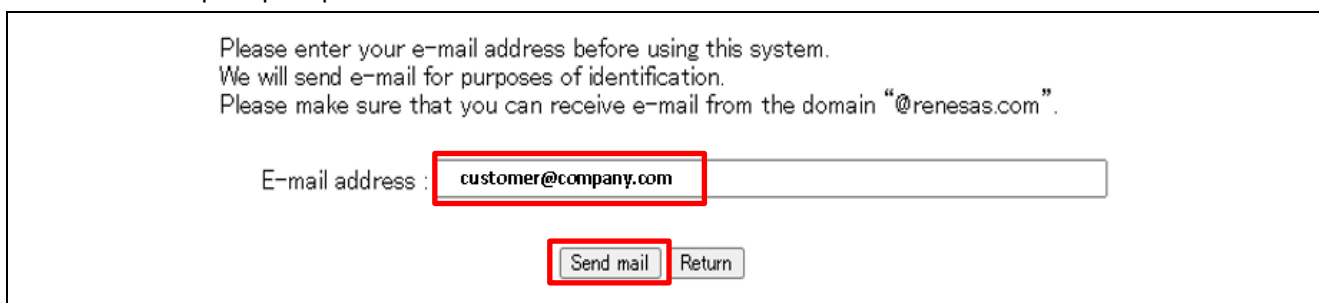 Please enter your e-mail address before using this system.
We will send e-mail for purposes of identification.
Please make sure that you can receive e-mail from the domain “@renesas.com”.
E-mail address : customer@company.com
Send mail Return